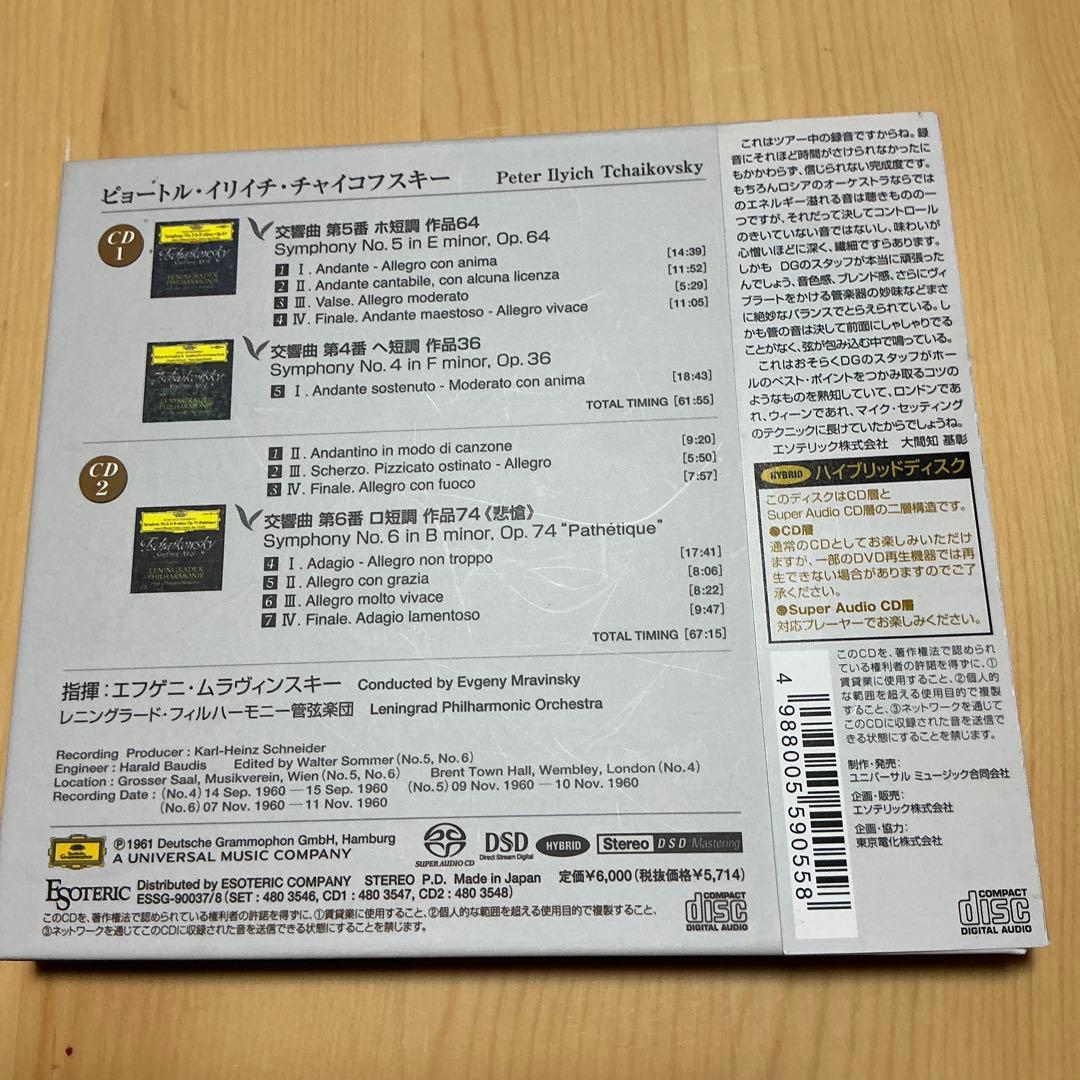 ピョートル・イリイチ・チャイコフスキー Peter Ilyich Tchaikovsky
CD 1
交響曲 第5番 ホ短調 作品64
Symphony No. 5 in E minor, Op. 64
1 I. Andante - Allegro con anima [14:39]
2 II. Andante cantabile, con alcuna licenza [11:52]
3 III. Valse. Allegro moderato [5:29]
4 IV. Finale. Andante maestoso - Allegro vivace [11:05]
交響曲 第4番 ヘ短調 作品36
Symphony No. 4 in F minor, Op. 36
5 I. Andante sostenuto - Moderato con anima [18:43]
TOTAL TIMING [61:55]
CD 2
1 II. Andantino in modo di canzone [9:20]
2 III. Scherzo. Pizzicato ostinato - Allegro [5:50]
3 IV. Finale. Allegro con fuoco [7:57]
交響曲 第6番 ロ短調 作品74《悲愴》
Symphony No. 6 in B minor, Op. 74 "Pathétique"
4 I. Adagio - Allegro non troppo [17:41]
5 II. Allegro con grazia [8:06]
6 III. Allegro molto vivace [8:22]
7 IV. Finale. Adagio lamentoso [9:47]
TOTAL TIMING [67:15]
指揮：エフゲニ・ムラヴィンスキー Conducted by Evgeny Mravinsky
レニングラード・フィルハーモニー管弦楽団 Leningrad Philharmonic Orchestra
Recording Producer : Karl-Heinz Schneider
Engineer : Harald Baudis Edited by Walter Sommer (No.5, No.6)
Location : Grosser Saal, Musikverein, Wien (No.5, No.6) Brent Town Hall, Wembley, London (No.4)
Recording Date : (No.4) 14 Sep. 1960 — 15 Sep. 1960 (No.5) 09 Nov. 1960 — 10 Nov. 1960
(No.6) 07 Nov. 1960 — 11 Nov. 1960
Deutsche Grammophon
℗ 1961 Deutsche Grammophon GmbH, Hamburg
A UNIVERSAL MUSIC COMPANY
SUPER AUDIO CD
DSD
Direct Stream Digital
HYBRID
Stereo DSD Mastering
ESOTERIC
Distributed by ESOTERIC COMPANY STEREO P.D. Made in Japan 定価¥6,000(税抜価格¥5,714)
ESSG-90037/8 (SET : 480 3546, CD1 : 480 3547, CD2 : 480 3548)
このCDを、著作権法で認められている権利者の許諾を得ずに、①賃貸業に使用すること、②個人的な範囲を超える使用目的で複製すること、
③ネットワークを通じてこのCDに収録された音を送信できる状態にすることを禁じます。
COMPACT
disc
DIGITAL AUDIO
これはツアー中の録音ですからね。録
音にそれほど時間がさけられなかったに
もかかわらず、信じられない完成度です。
もちろんロシアのオーケストラならでは
のエネルギー溢れる音は聴きものの一
つですが、それだって決してコントロール
のきいていない音ではないし、味わいが
心憎いほどに深く、繊細ですらあります。
しかも DGのスタッフが本当に頑張った
んでしょう、音色感、ブレンド感、さらにヴィ
ブラートをかける管楽器の妙味などまさ
に絶妙なバランスでとらえられている。し
かも管の音は決して前面にしゃしゃりでる
ことがなく、弦が包み込む中で鳴っている。
これはおそらくDGのスタッフがホー
ルのベスト・ポイントをつかみ取るコツの
ようなものを熟知していて、ロンドンであ
れ、ウィーンであれ、マイク・セッティング
のテクニックに長けていたからでしょうね。
エソテリック株式会社 大間知 基彰
HYBRID ハイブリッドディスク
このディスクはCD層と
Super Audio CD層の二層構造です。
●CD層
通常のCDとしてお楽しみいただけ
ますが、一部のDVD再生機器では再
生できない場合がありますのでご了
承ください。
●Super Audio CD層
対応プレーヤーでお楽しみください。
このCDを、著作権法で認められ
ている権利者の許諾を得ずに、①
賃貸業に使用すること、②個人的
な範囲を超える使用目的で複製
すること、③ネットワークを通じて
このCDに収録された音を送信で
きる状態にすることを禁じます。
制作・発売：
ユニバーサル ミュージック合同会社
企画・販売：
エソテリック株式会社
企画・協力：
東京電化株式会社
4 988005 590558
COMPACT
disc
DIGITAL AUDIO